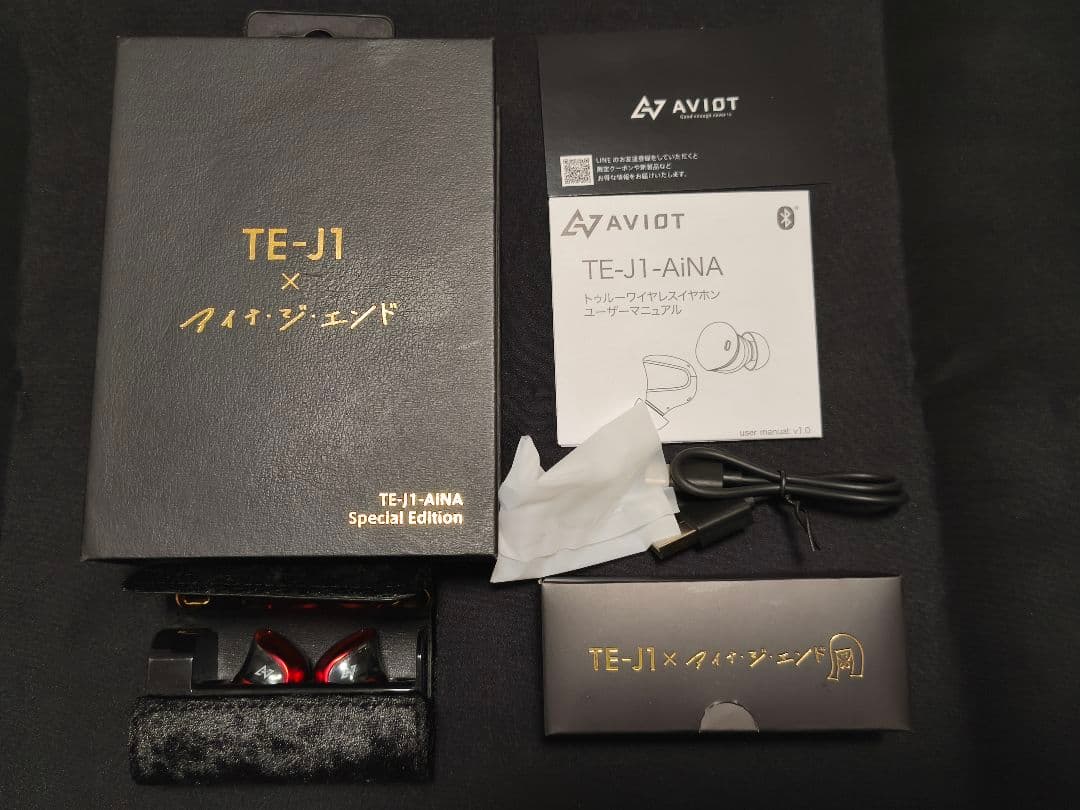 TE-J1
×
アイナ・ジ・エンド
TE-J1-AiNA
Special Edition
AVIOT
Good enough never is
LINE のお友達登録をしていただくと
限定クーポンや新製品など
お得な情報をお届けいたします。
AVIOT
TE-J1-AiNA
トゥルーワイヤレスイヤホン
ユーザーマニュアル
user manual: v1.0
TE-J1 × アイナ・ジ・エンド